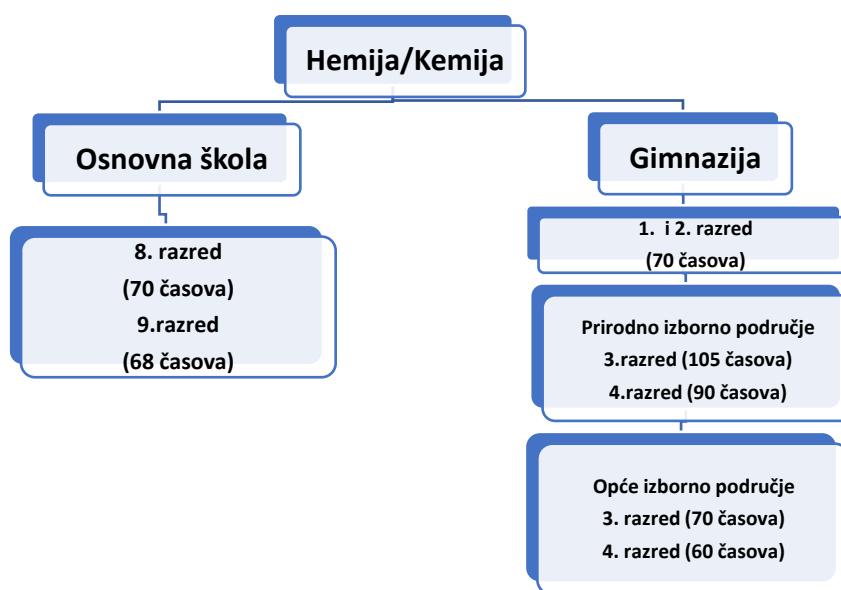 Hemija/Kemija
Osnovna škola
8. razred
(70 časova)
9.razred
(68 časova)
Gimnazija
1. i 2. razred
(70 časova)
Prirodno izborno područje
3.razred (105 časova)
4.razred (90 časova)
Opće izborno područje
3. razred (70 časova)
4. razred (60 časova)